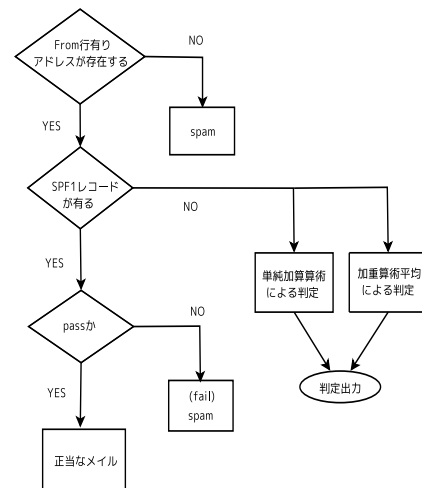 From行有り
アドレスが存在する
NO
YES
spam
SPF1レコード
が有る
NO
YES
単純加算算術
による判定
加重算術平均
による判定
passか
NO
YES
(fail)
spam
判定出力
正当なメイル